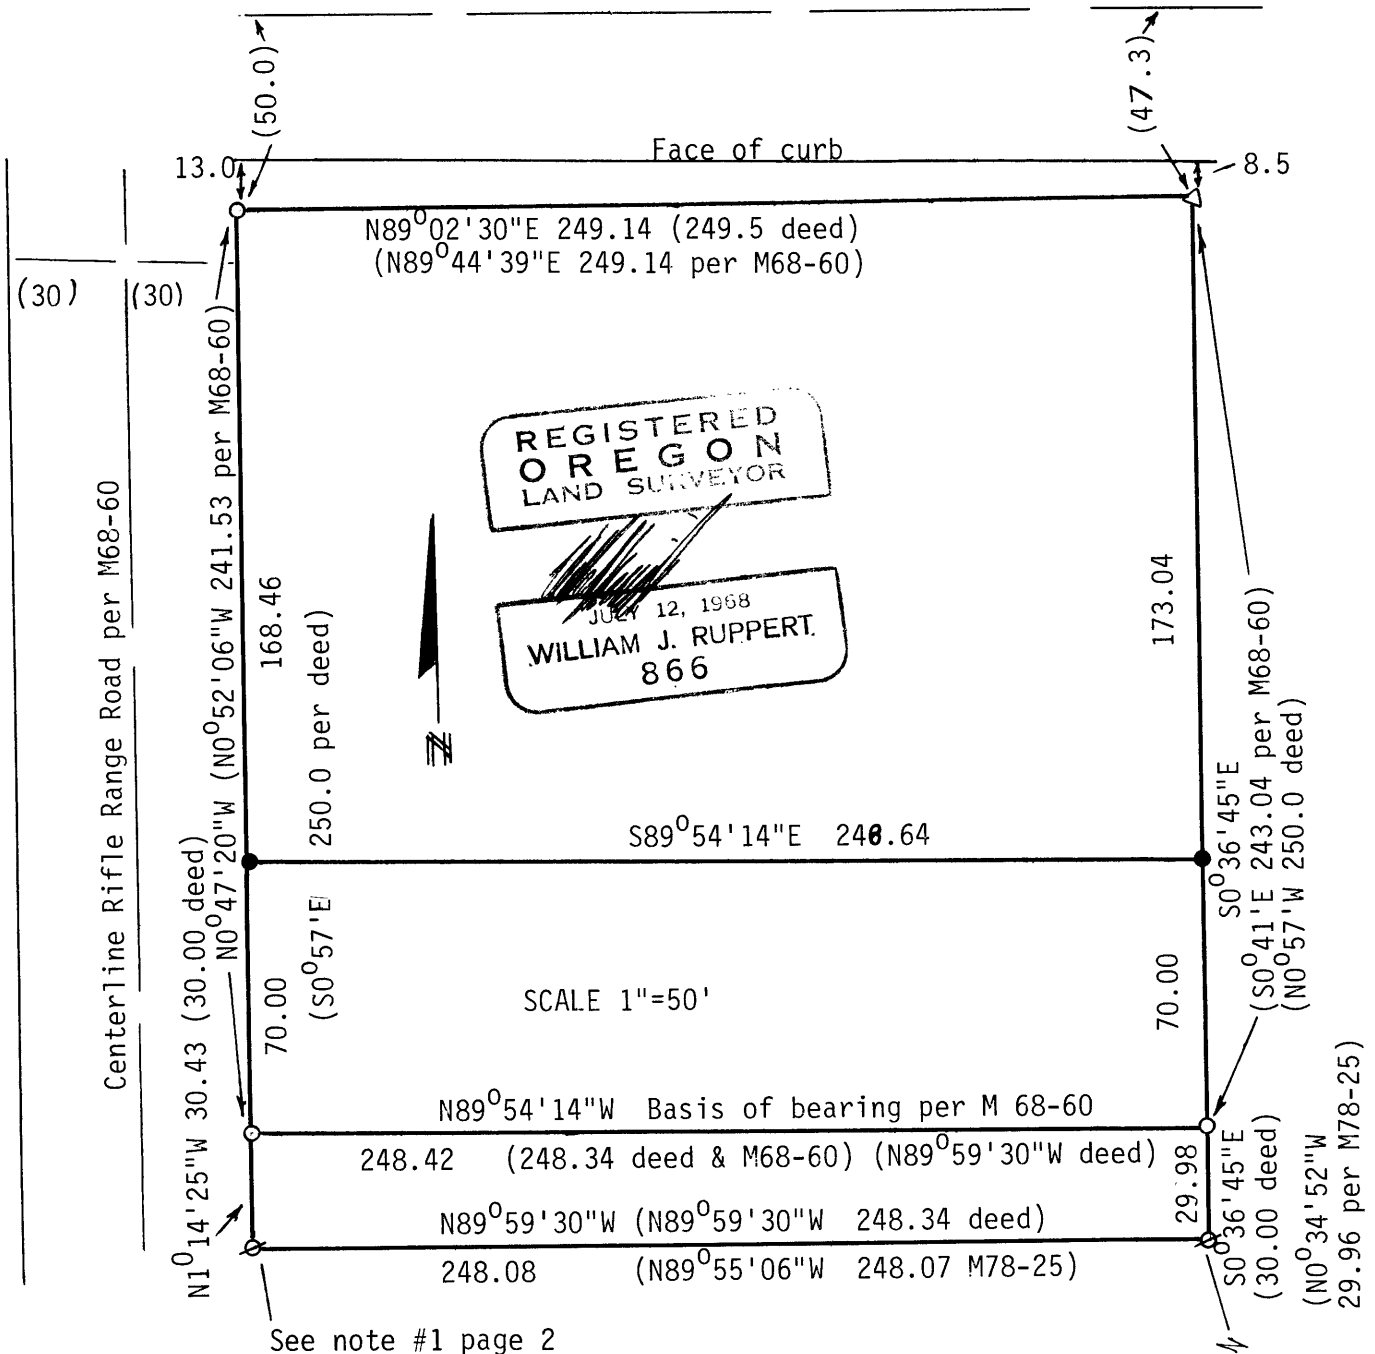 (50.0)
(47.3)
Face of curb
13.0
8.5
N89°02'30"E 249.14 (249.5 deed)
(N89°44'39"E 249.14 per M68-60)
(30)
(30)
REGISTERED
OREGON
LAND SURVEYOR
JULY 12, 1968
WILLIAM J. RUPPERT.
866
N
Centerline Rifle Range Road per M68-60
N0°47'20"W (N0°52'06"W 241.53 per M68-60)
168.46
(S0°57'E 250.0 per deed)
173.04
S0°36'45"E
(S0°41'E 243.04 per M68-60)
(N0°57'W 250.0 deed)
S89°54'14"E 248.64
70.00
70.00
SCALE 1"=50'
N1°14'25"W 30.43 (30.00 deed)
N89°54'14"W Basis of bearing per M 68-60
248.42 (248.34 deed & M68-60) (N89°59'30"W deed)
29.98
S0°36'45"E
(30.00 deed)
(N0°34'52"W
29.96 per M78-25)
N89°59'30"W (N89°59'30"W 248.34 deed)
248.08 (N89°55'06"W 248.07 M78-25)
See note #1 page 2